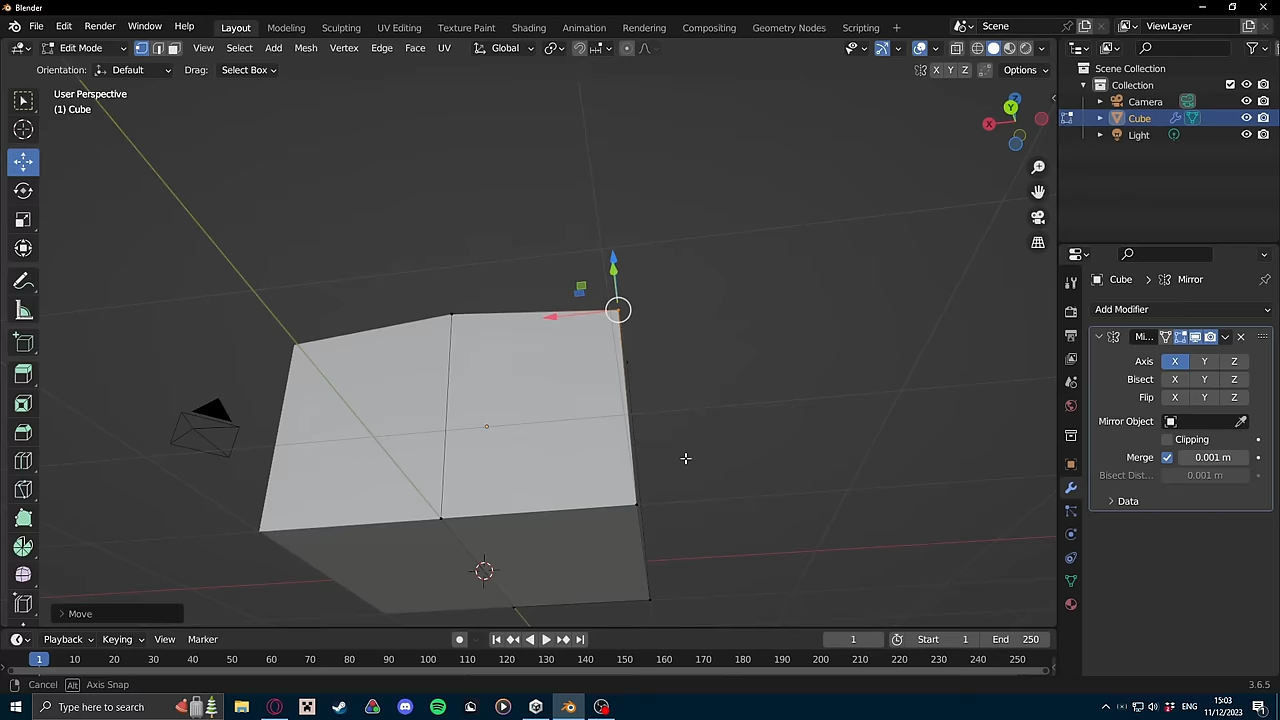 Blender
File Edit Render Window Help Layout Modeling Sculpting UV Editing Texture Paint Shading Animation Rendering Compositing Geometry Nodes Scripting + Scene ViewLayer
Edit Mode View Select Add Mesh Vertex Edge Face UV Global
Orientation: Default Drag: Select Box X Y Z Options
Scene Collection
Collection
Camera
Cube
Light
User Perspective
(1) Cube
Z
Y
X
Cube Mirror
Add Modifier
Mi...
Axis X Y Z
Bisect X Y Z
Flip X Y Z
Mirror Object
Clipping
Merge 0.001 m
Bisect Dist... 0.001 m
Data
Move
Playback Keying View Marker 1 Start 1 End 250
1 10 20 30 40 50 60 70 80 90 100 110 120 130 140 150 160 170 180 190 200 210 220 230 240 250
Cancel Alt Axis Snap 3.6.5
Type here to search
15:03
11/12/2023